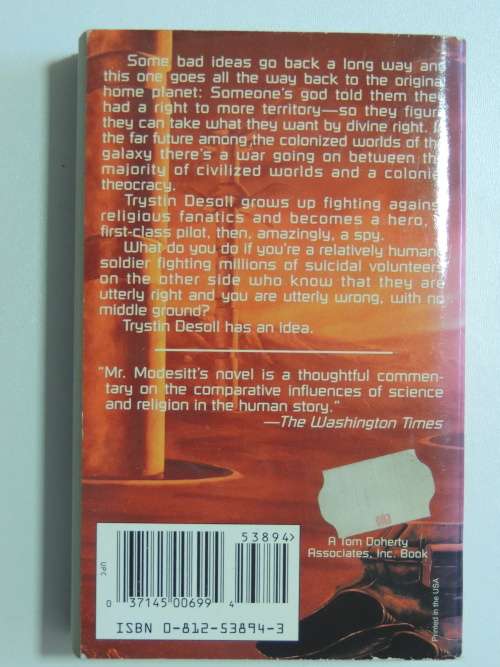 Some bad ideas go back a long way and
this one goes all the way back to the original
home planet: Someone's god told them they
had a right to more territory—so they figure
they can take what they want by divine right. In
the far future among the colonized worlds of the
galaxy there's a war going on between the
majority of civilized worlds and a colonial
theocracy.
Trystin Desoll grows up fighting against
religious fanatics and becomes a hero,
first-class pilot, then, amazingly, a spy.
What do you do if you're a relatively humane
soldier fighting millions of suicidal volunteers
on the other side who know that they are
utterly right and you are utterly wrong, with no
middle ground?
Trystin Desoll has an idea.
"Mr. Modesitt's novel is a thoughtful commen-
tary on the comparative influences of science
and religion in the human story."
—The Washington Times
A Tom Doherty
Associates, Inc. Book
53894>
UPC
0 37145 00699 4
ISBN 0-812-53894-3
Printed in the USA